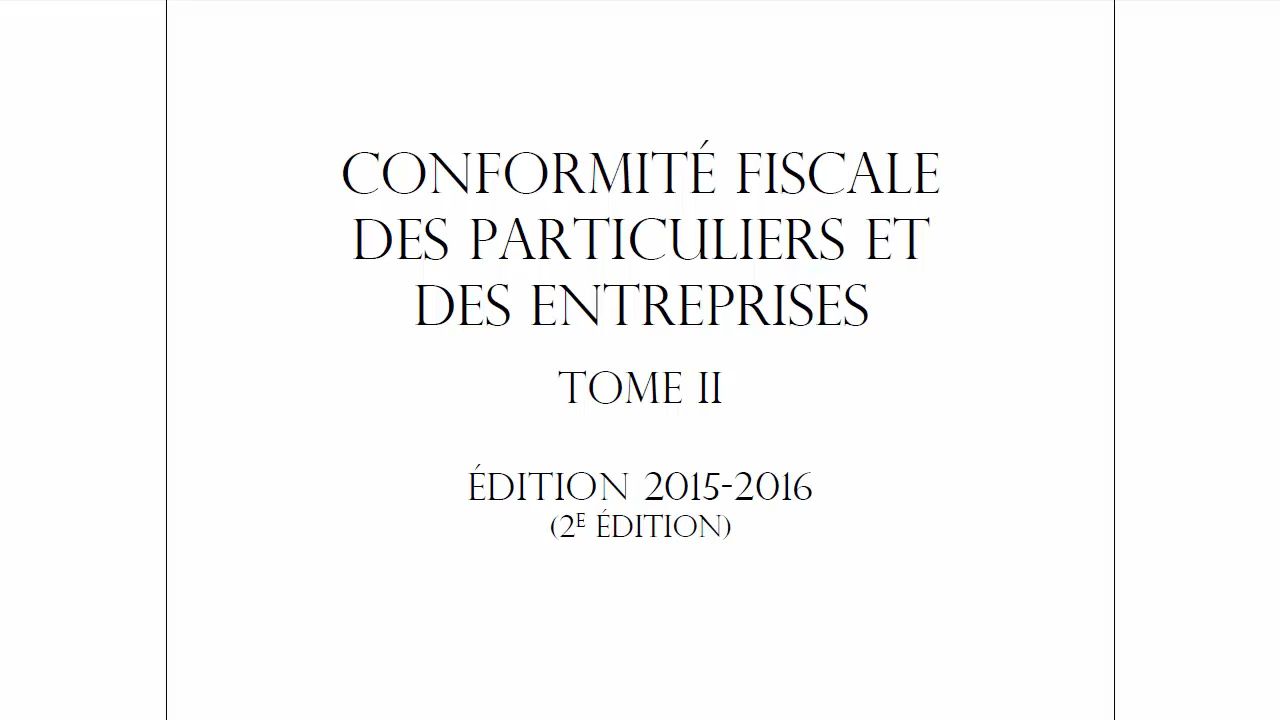 CONFORMITÉ FISCALE
DES PARTICULIERS ET
DES ENTREPRISES
TOME II
ÉDITION 2015-2016
(2E ÉDITION)